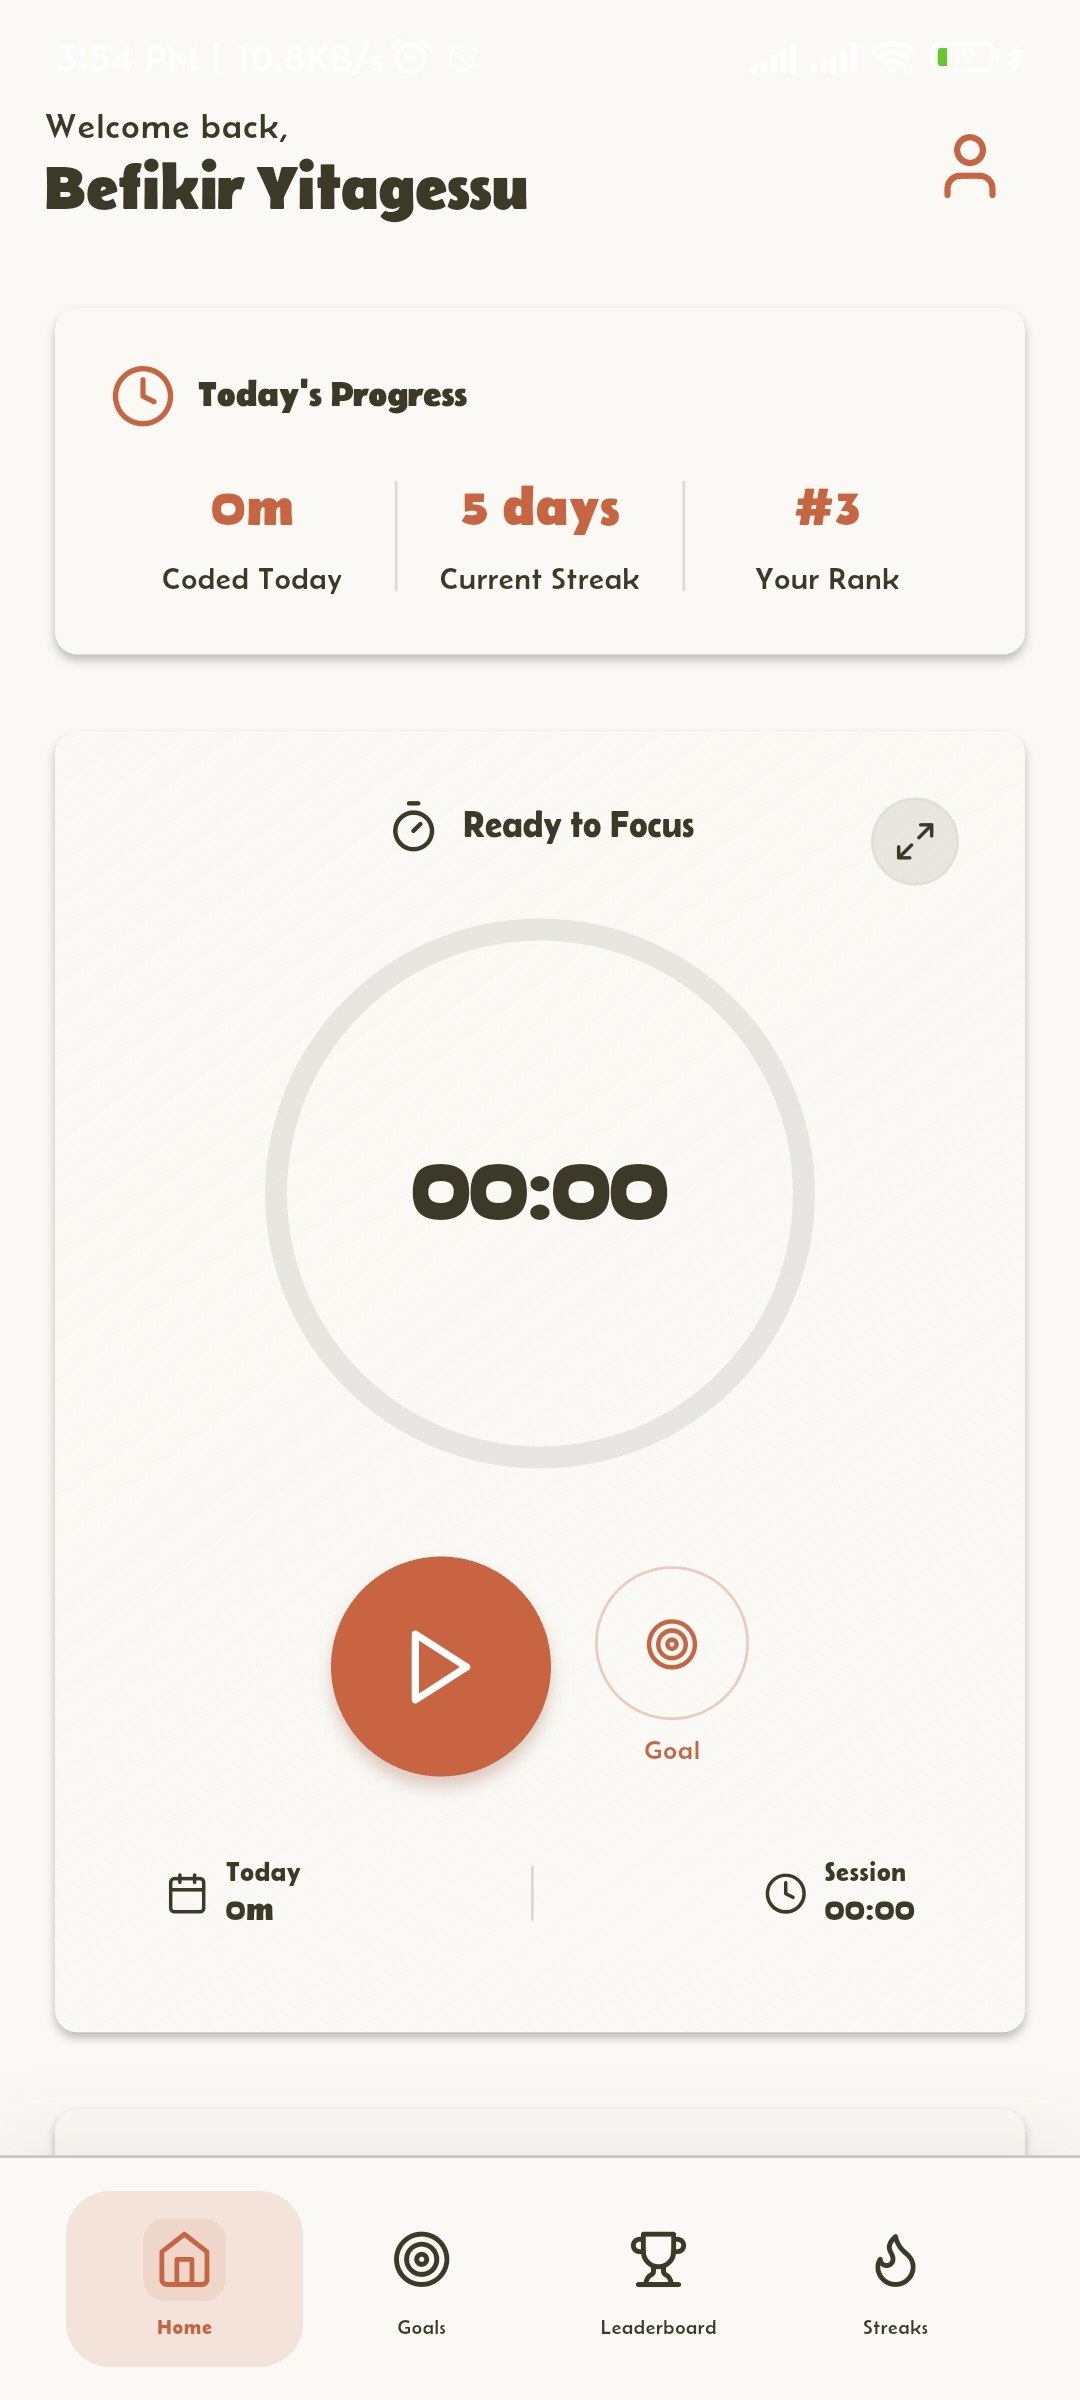 3:54 PM | 10.8KB/s
19
Welcome back,
Befikir Yitagessu
Today's Progress
0m
5 days
#3
Coded Today
Current Streak
Your Rank
Ready to Focus
00:00
Goal
Today
0m
Session
00:00
Home
Goals
Leaderboard
Streaks